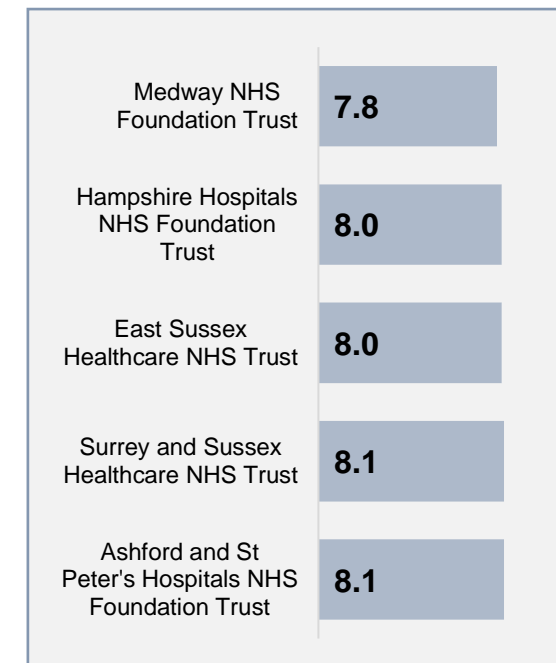 Medway NHS
Foundation Trust
7.8
Hampshire Hospitals
NHS Foundation
Trust
8.0
East Sussex
Healthcare NHS Trust
8.0
Surrey and Sussex
Healthcare NHS Trust
8.1
Ashford and St
Peter's Hospitals NHS
Foundation Trust
8.1